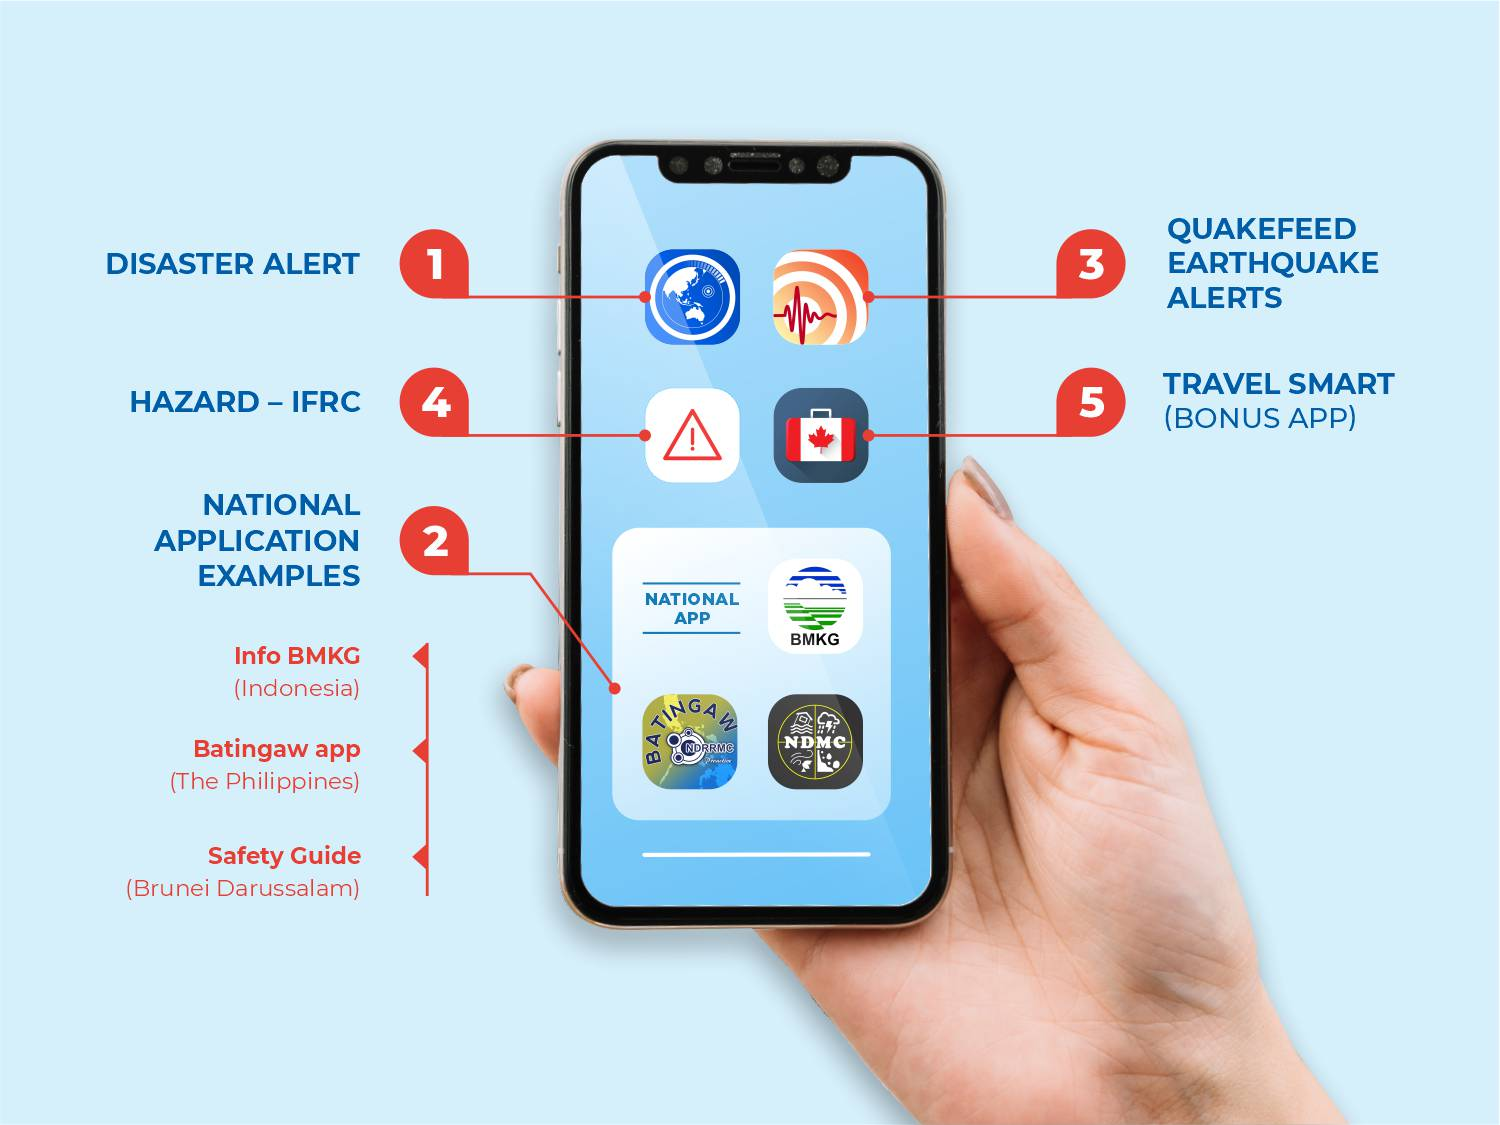 DISASTER ALERT
1
3
QUAKEFEED
EARTHQUAKE
ALERTS
HAZARD – IFRC
4
5
TRAVEL SMART
(BONUS APP)
NATIONAL
APPLICATION
EXAMPLES
2
Info BMKG
(Indonesia)
Batingaw app
(The Philippines)
Safety Guide
(Brunei Darussalam)
NATIONAL
APP
BMKG
BATINGAW
NDRRMC
Proactive
NDMC